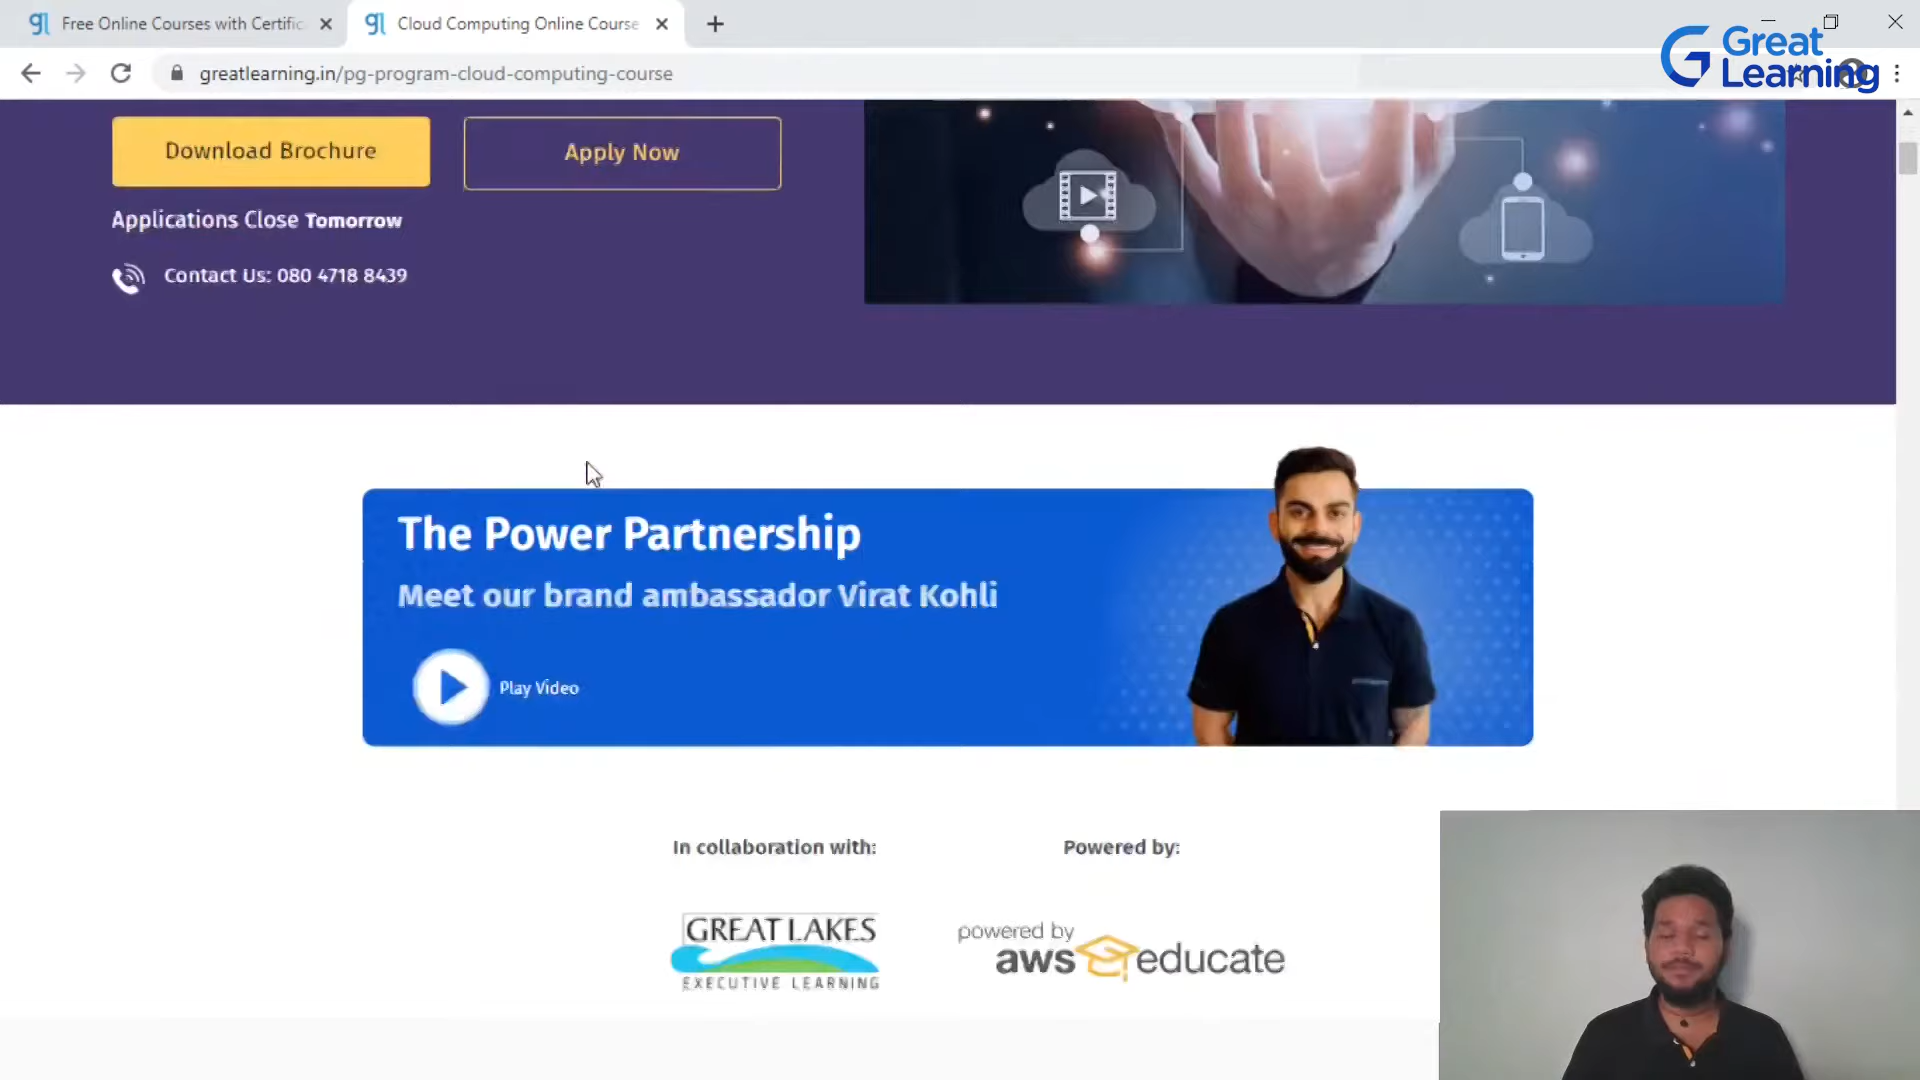 Free Online Courses with Certific
Cloud Computing Online Course
Great
Learning
greatlearning.in/pg-program-cloud-computing-course
Download Brochure
Apply Now
Applications Close Tomorrow
Contact Us: 080 4718 8439
The Power Partnership
Meet our brand ambassador Virat Kohli
Play Video
In collaboration with:
Powered by:
GREAT LAKES
EXECUTIVE LEARNING
powered by
aws educate